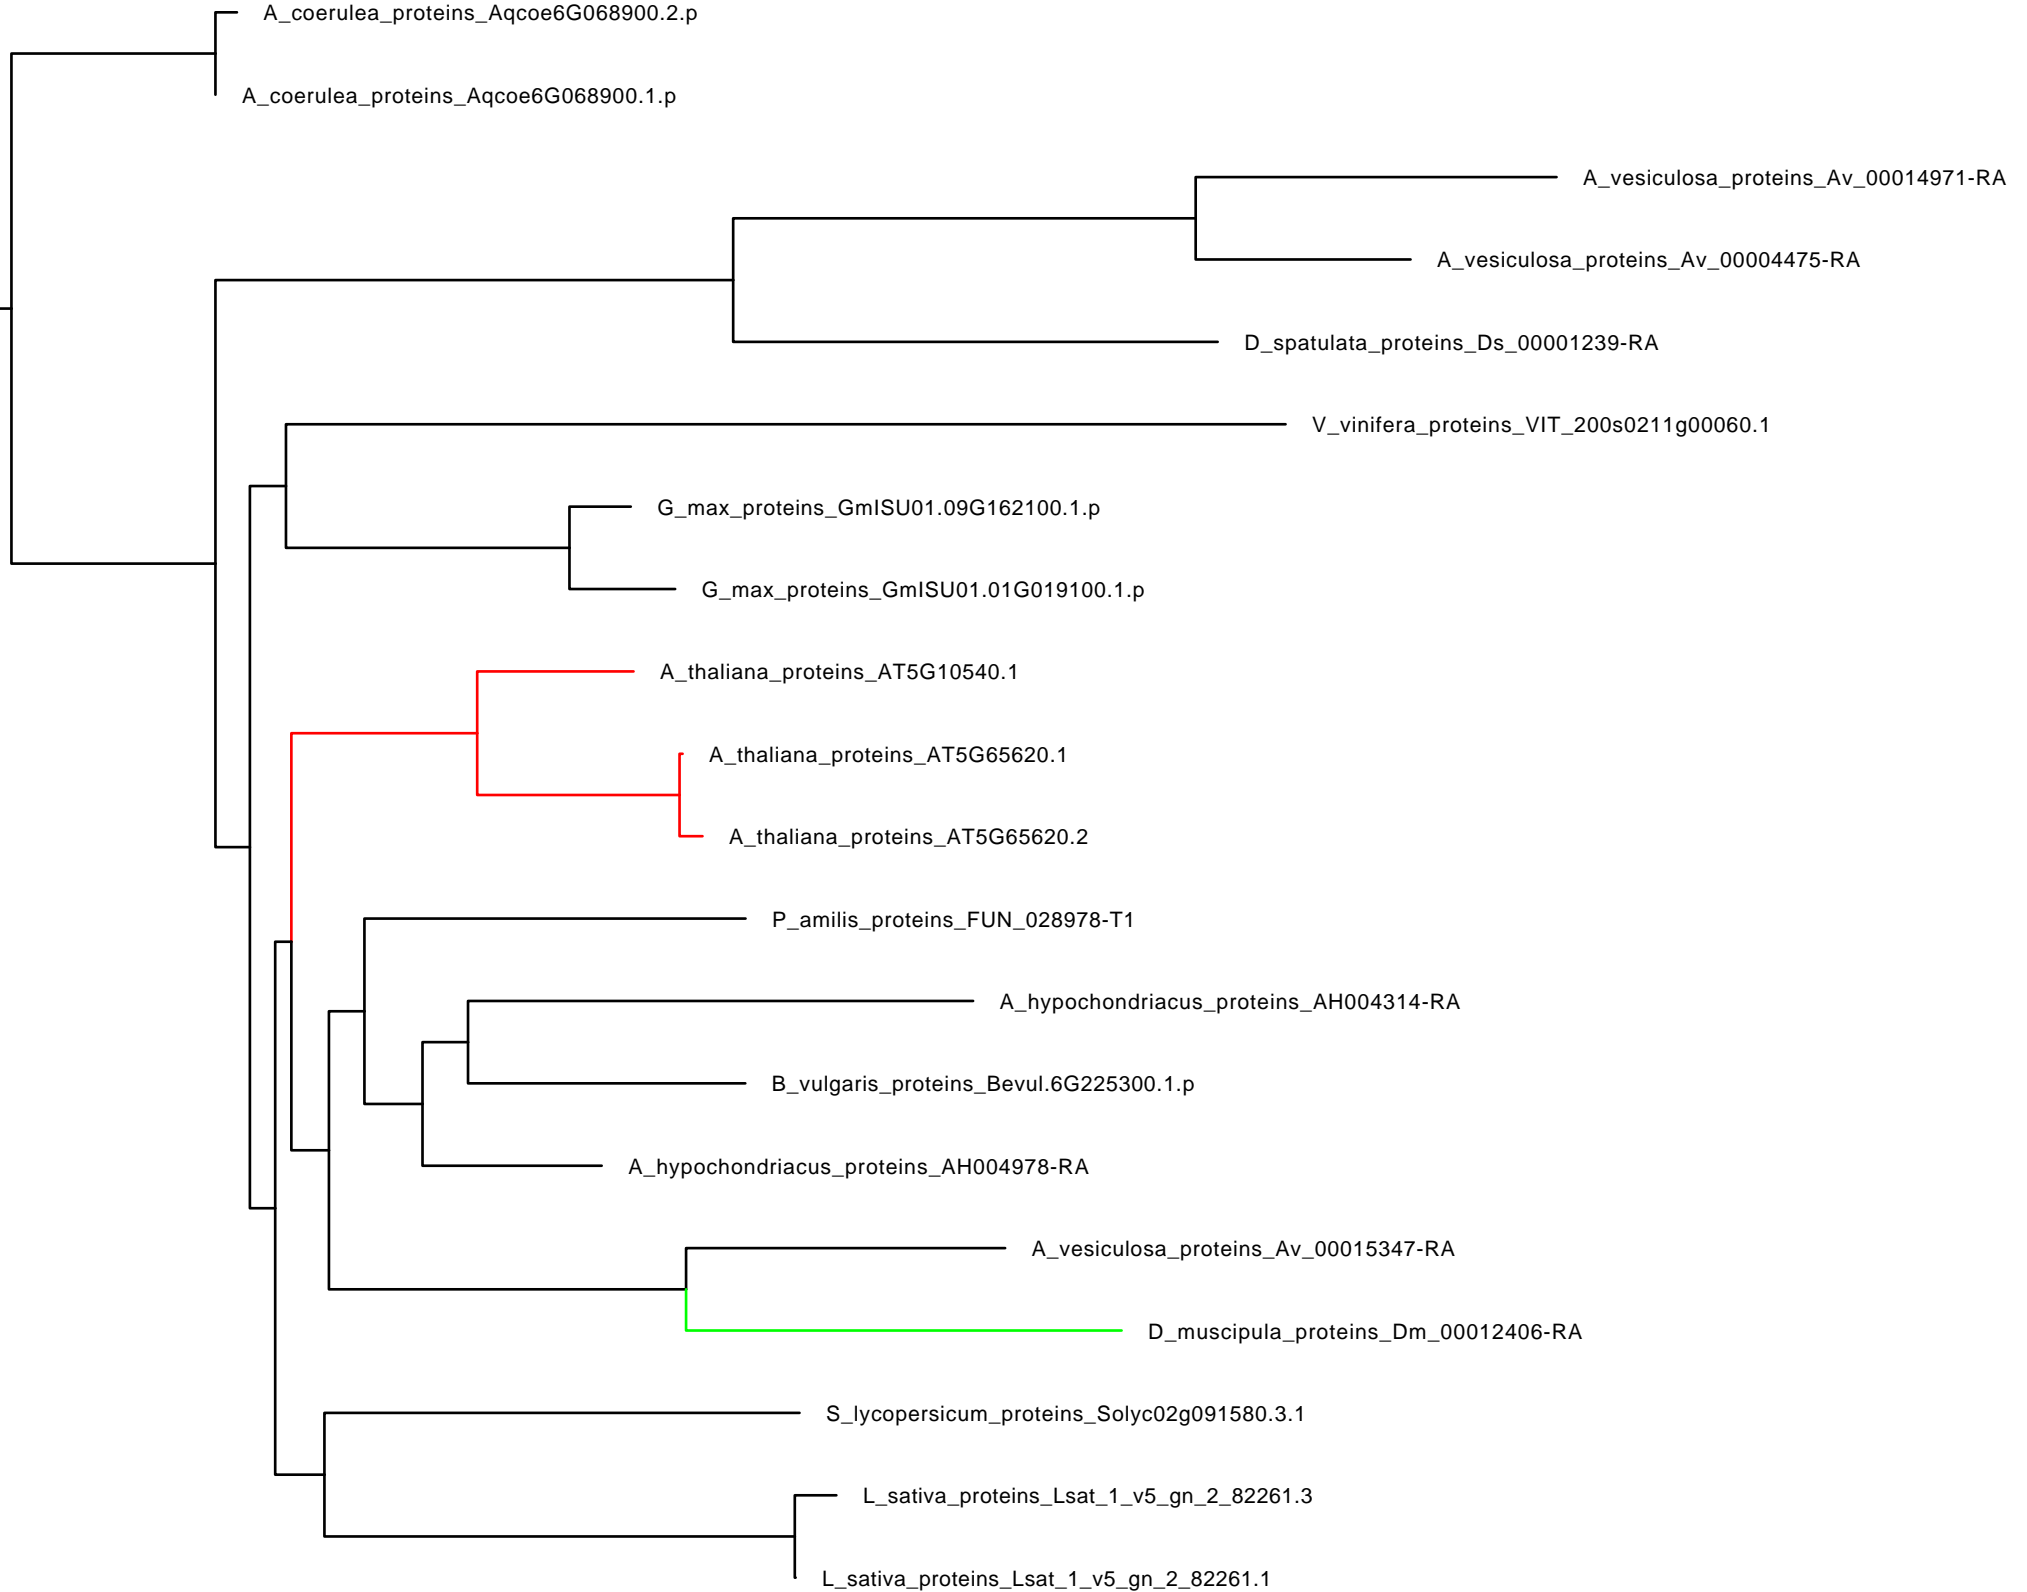 A_coerulea_proteins_Aqcoe6G068900.2.p
A_coerulea_proteins_Aqcoe6G068900.1.p
A_vesiculosa_proteins_Av_00014971-RA
A_vesiculosa_proteins_Av_00004475-RA
D_spatulata_proteins_Ds_00001239-RA
V_vinifera_proteins_VIT_200s0211g00060.1
G_max_proteins_GmISU01.09G162100.1.p
G_max_proteins_GmISU01.01G019100.1.p
A_thaliana_proteins_AT5G10540.1
A_thaliana_proteins_AT5G65620.1
A_thaliana_proteins_AT5G65620.2
P_amilis_proteins_FUN_028978-T1
A_hypochondriacus_proteins_AH004314-RA
B_vulgaris_proteins_Bevul.6G225300.1.p
A_hypochondriacus_proteins_AH004978-RA
A_vesiculosa_proteins_Av_00015347-RA
D_muscipula_proteins_Dm_00012406-RA
S_lycopersicum_proteins_Solyc02g091580.3.1
L_sativa_proteins_Lsat_1_v5_gn_2_82261.3
L_sativa_proteins_Lsat_1_v5_gn_2_82261.1